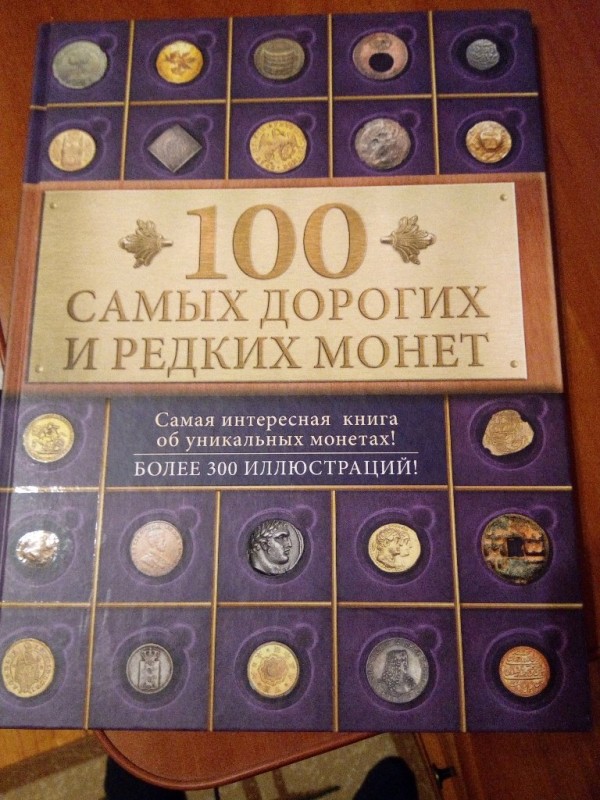 100
САМЫХ ДОРОГИХ
И РЕДКИХ МОНЕТ
Самая интересная книга
об уникальных монетах!
БОЛЕЕ 300 ИЛЛЮСТРАЦИЙ!